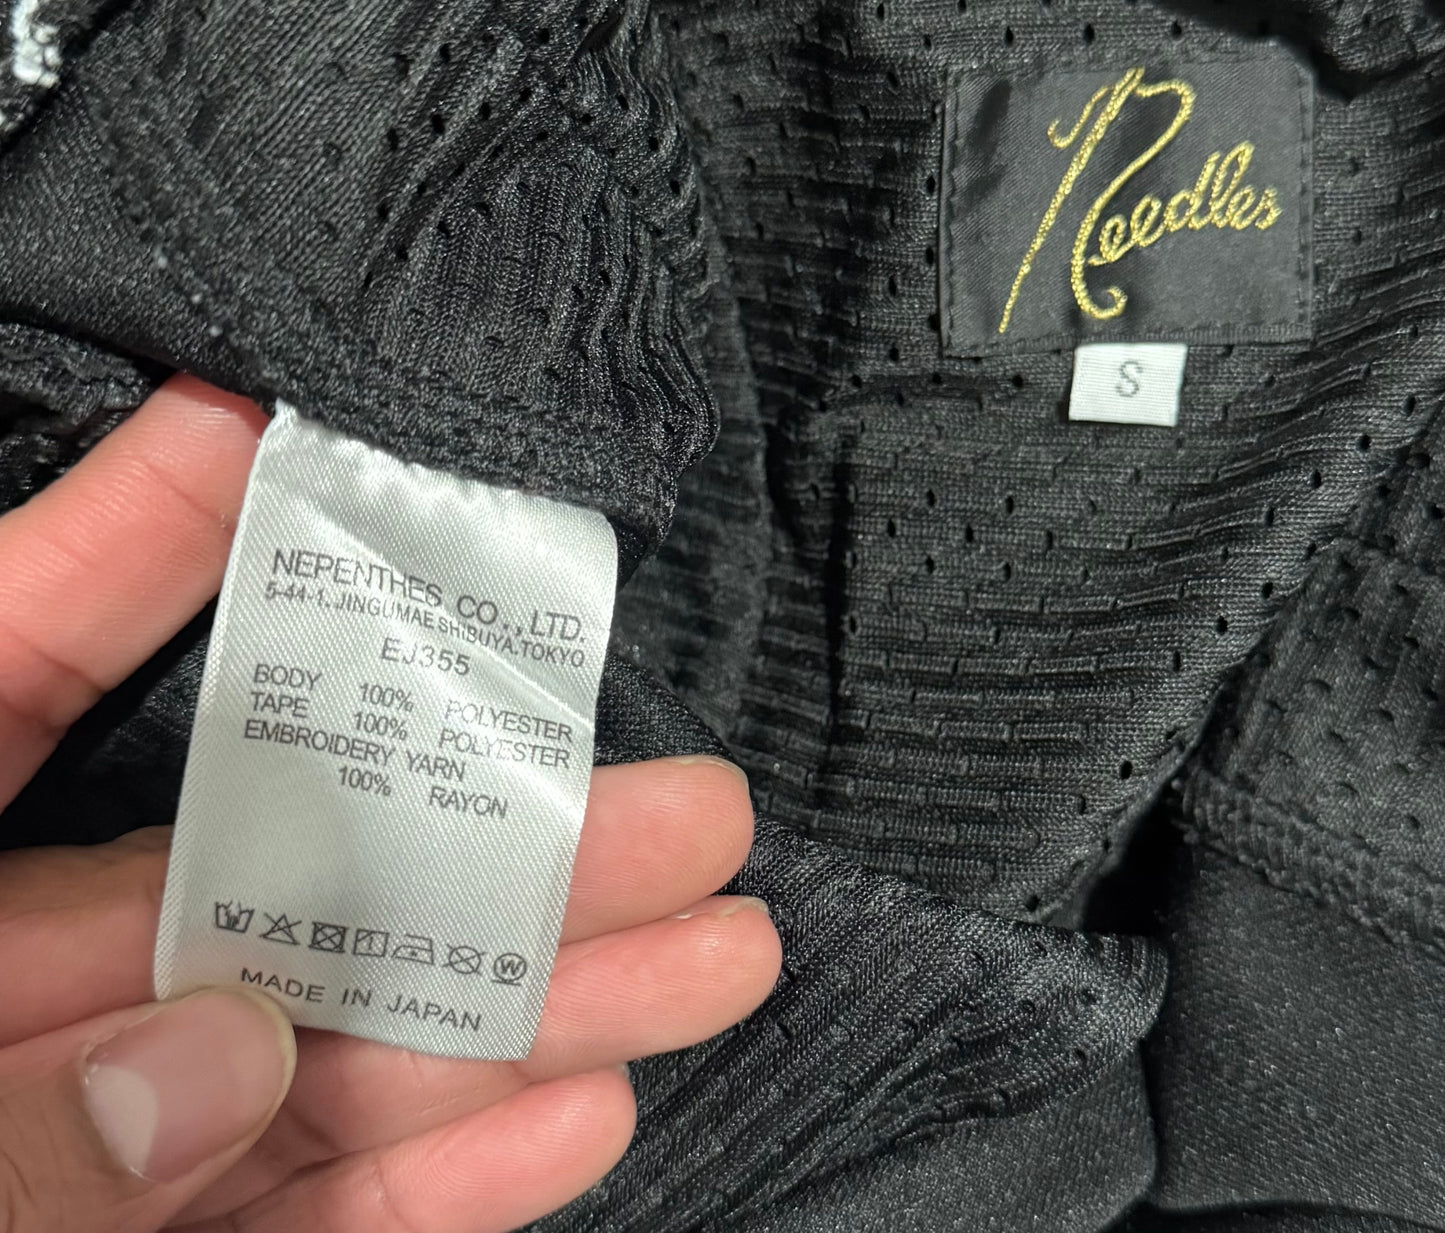 Needles
S
NEPENTHES CO., LTD.
5-44-1, JINGUMAE SHIBUYA.TOKYO
EJ355
BODY 100% POLYESTER
TAPE 100% POLYESTER
EMBROIDERY YARN
100% RAYON
W
MADE IN JAPAN